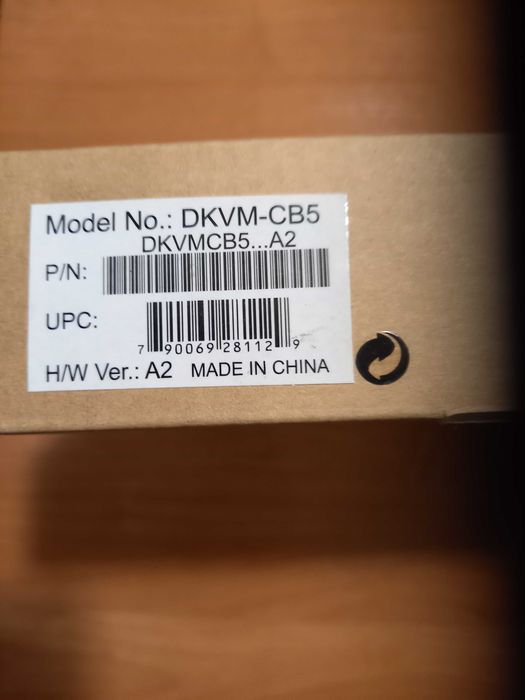 Model No.: DKVM-CB5
DKVMCB5...A2
P/N:
UPC:
7 90069 28112 9
H/W Ver.: A2 MADE IN CHINA